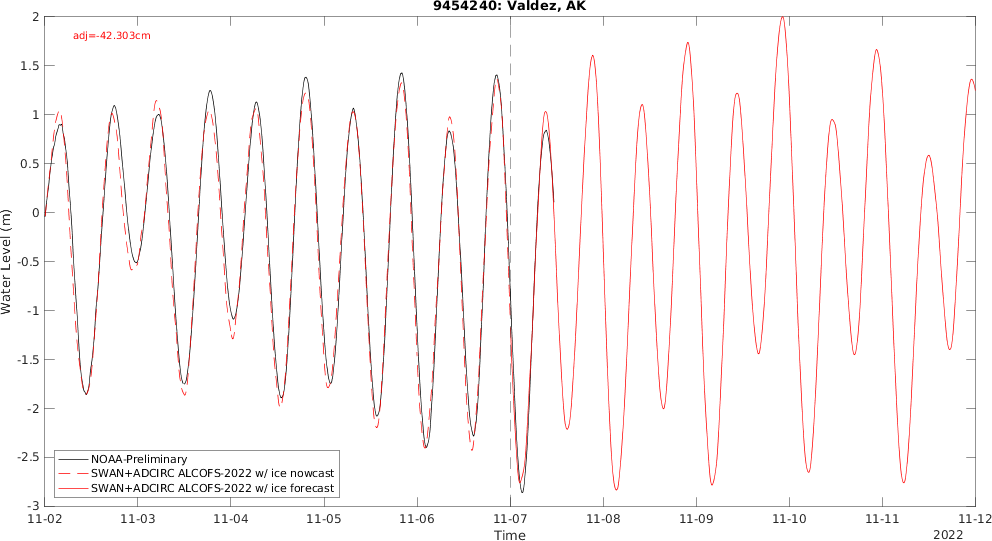 9454240: Valdez, AK
adj=-42.303cm
2
1.5
1
0.5
0
-0.5
-1
-1.5
-2
-2.5
-3
Water Level (m)
NOAA-Preliminary
SWAN+ADCIRC ALCOFS-2022 w/ ice nowcast
SWAN+ADCIRC ALCOFS-2022 w/ ice forecast
11-02 11-03 11-04 11-05 11-06 11-07 11-08 11-09 11-10 11-11 11-12
Time
2022